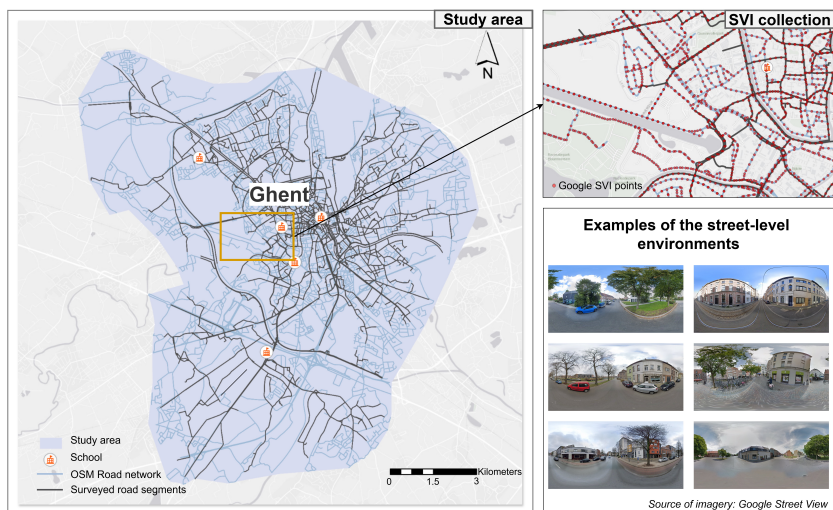 Study area
N
Ghent
Study area
School
OSM Road network
Surveyed road segments
Kilometers
0 1.5 3
SVI collection
Google SVI points
Examples of the street-level
environments
Source of imagery: Google Street View